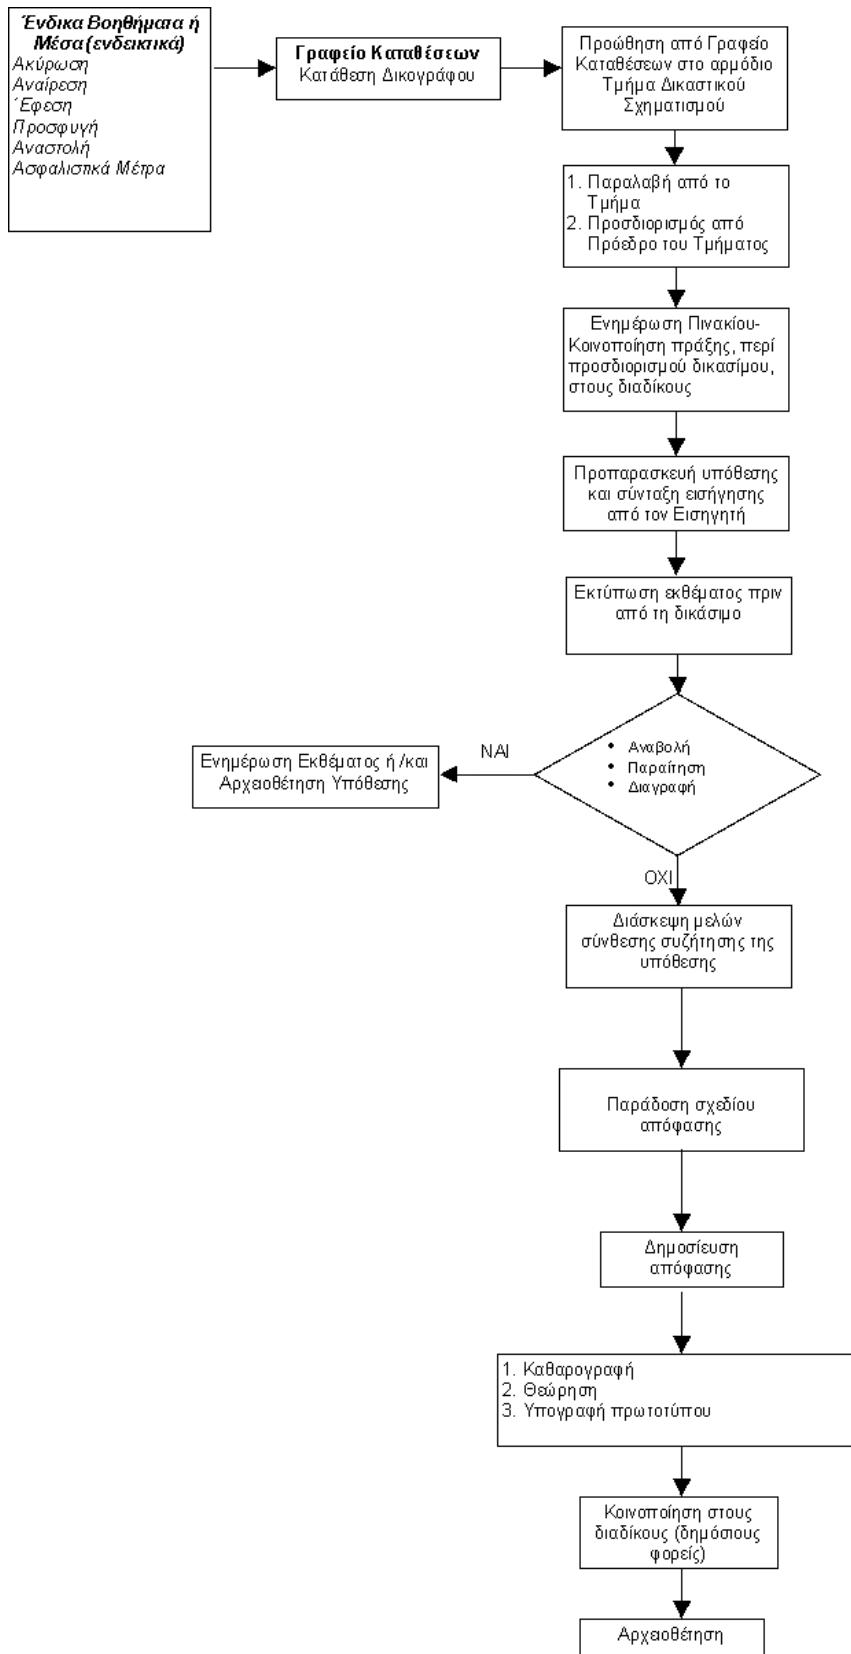 Ένδικα Βοηθήματα ή
Μέσα (ενδεικτικά)
Ακύρωση
Αναίρεση
Έφεση
Προσφυγή
Αναστολή
Ασφαλιστικά Μέτρα
Γραφείο Καταθέσεων
Κατάθεση Δικογράφου
Προώθηση από Γραφείο
Καταθέσεων στο αρμόδιο
Τμήμα Δικαστικού
Σχηματισμού
1. Παραλαβή από το
Τμήμα
2. Προσδιορισμός από
Πρόεδρο του Τμήματος
Ενημέρωση Πινακίου-
Κοινοποίηση πράξης, περί
προσδιορισμού δικασίμου,
στους διαδίκους
Προπαρασκευή υπόθεσης
και σύνταξη εισήγησης
από τον Εισηγητή
Εκτύπωση εκθέματος πριν
από τη δικάσιμο
• Αναβολή
• Παραίτηση
• Διαγραφή
ΝΑΙ
Ενημέρωση Εκθέματος ή /και
Αρχειοθέτηση Υπόθεσης
ΟΧΙ
Διάσκεψη μελών
σύνθεσης συζήτησης της
υπόθεσης
Παράδοση σχεδίου
απόφασης
Δημοσίευση
απόφασης
1. Καθαρογραφή
2. Θεώρηση
3. Υπογραφή πρωτοτύπου
Κοινοποίηση στους
διαδίκους (δημόσιους
φορείς)
Αρχειοθέτηση